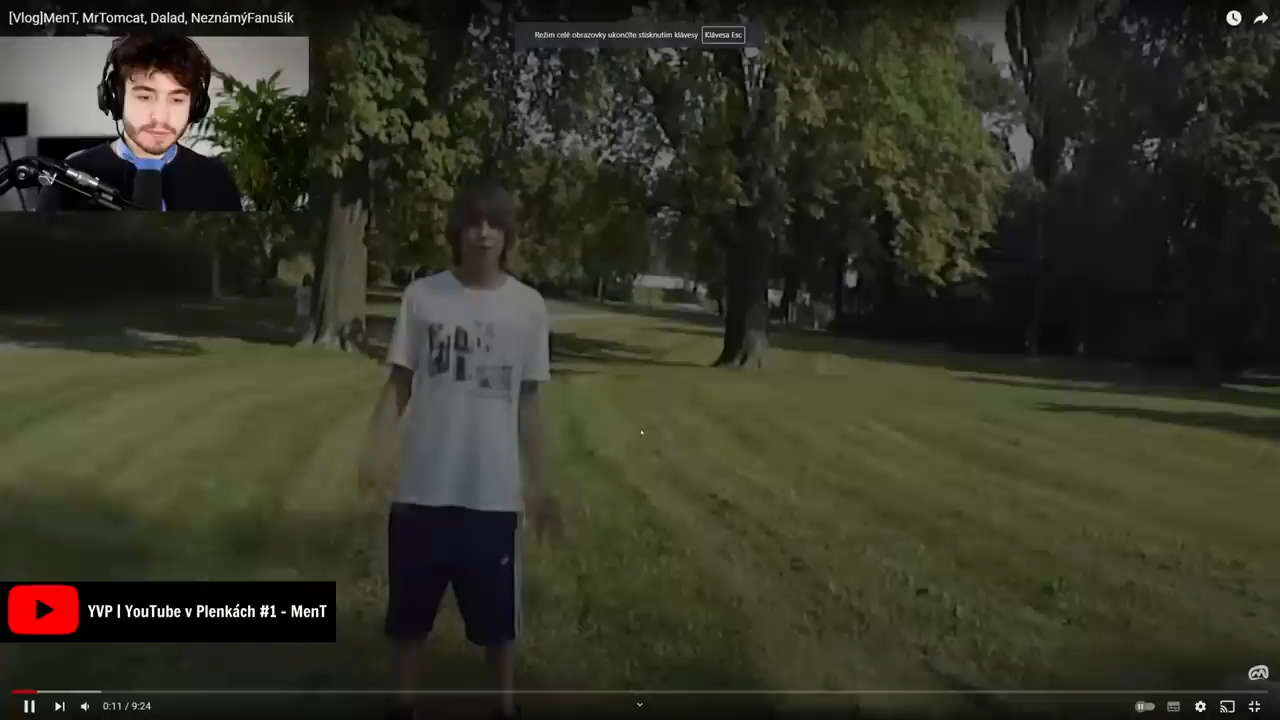 [Vlog]MenT, MrTomcat, Dalad, NeznámýFanušik
Režim celé obrazovky ukončíte stisknutím klávesy Klávesa Esc
YVP | YouTube v Plenkách #1 - MenT
0:11 / 9:24